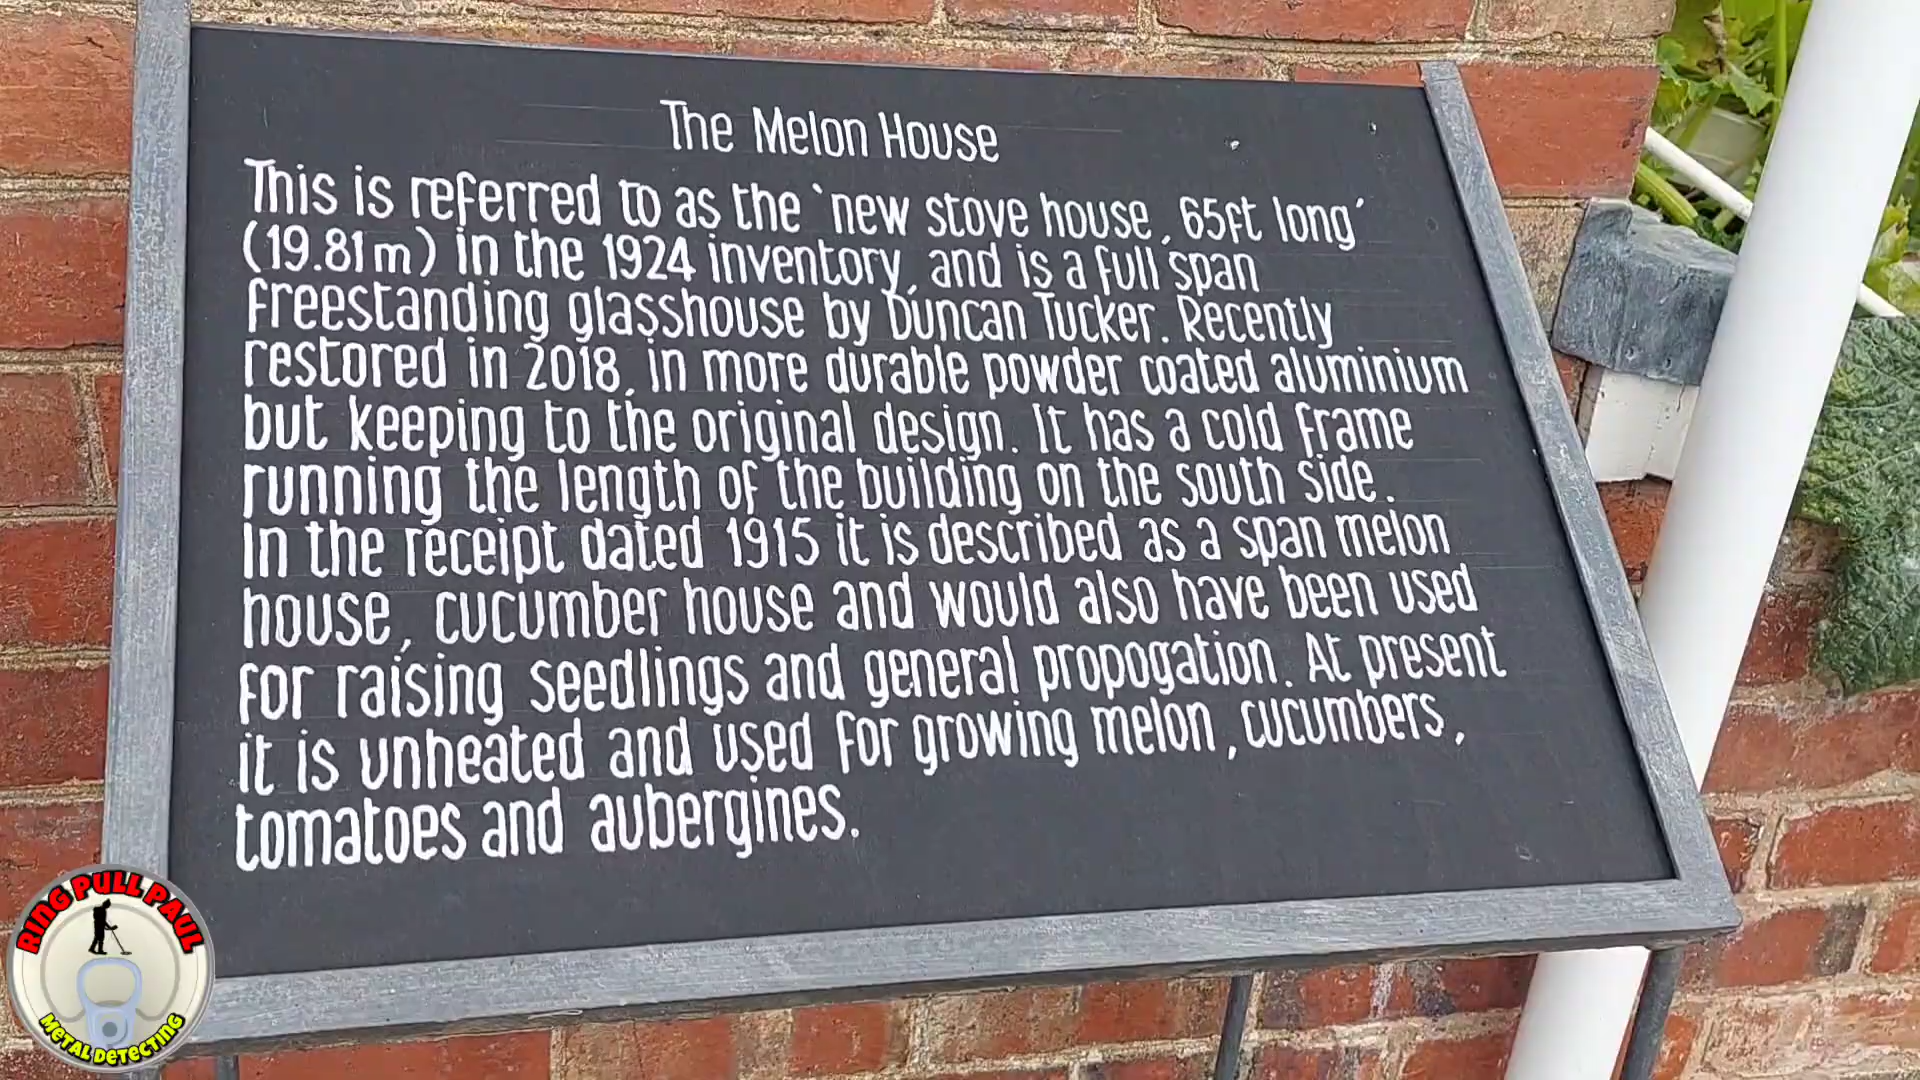 The Melon House
This is referred to as the `new stove house, 65ft long´
(19.81m) in the 1924 inventory, and is a full span
freestanding glasshouse by Duncan Tucker. Recently
restored in 2018, in more durable powder coated aluminium
but keeping to the original design. It has a cold frame
running the length of the building on the south side.
In the receipt dated 1915 it is described as a span melon
house, cucumber house and would also have been used
for raising seedlings and general propogation. At present
it is unheated and used for growing melon, cucumbers,
tomatoes and aubergines.
RING PULL PAUL
METAL DETECTING